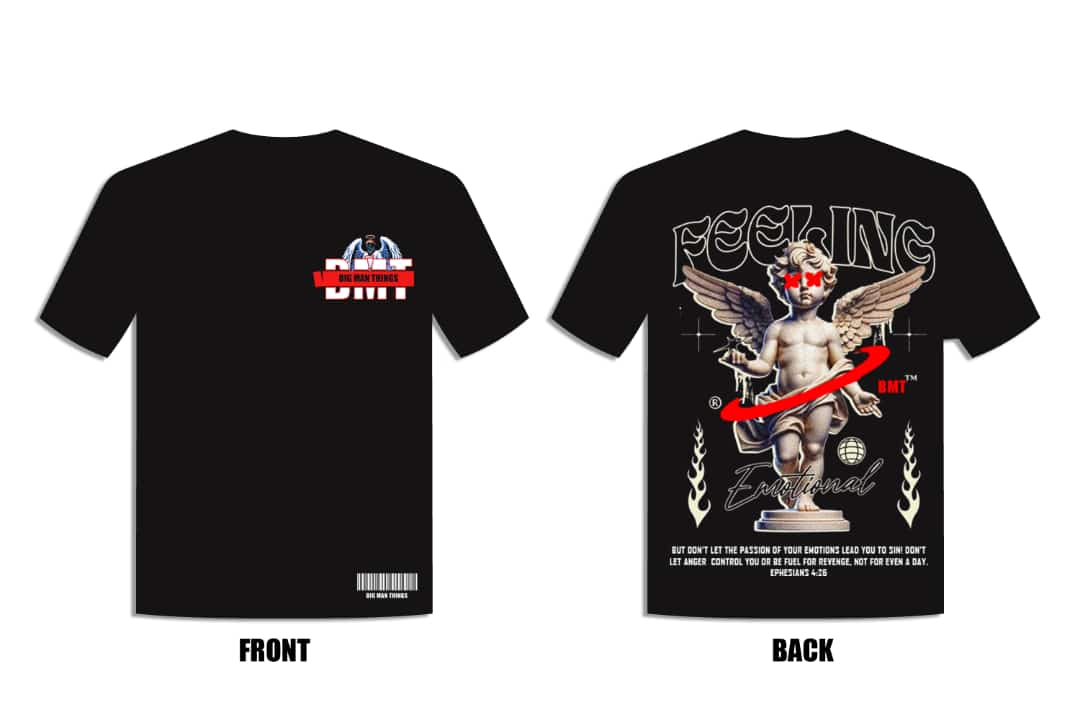 BMT
BIG MAN THINGS
BIG MAN THINGS
FRONT
FEELING
BMT™
®
Emotional
BUT DON'T LET THE PASSION OF YOUR EMOTIONS LEAD YOU TO SIN! DON'T
LET ANGER CONTROL YOU OR BE FUEL FOR REVENGE, NOT FOR EVEN A DAY.
EPHESIANS 4:26
BACK